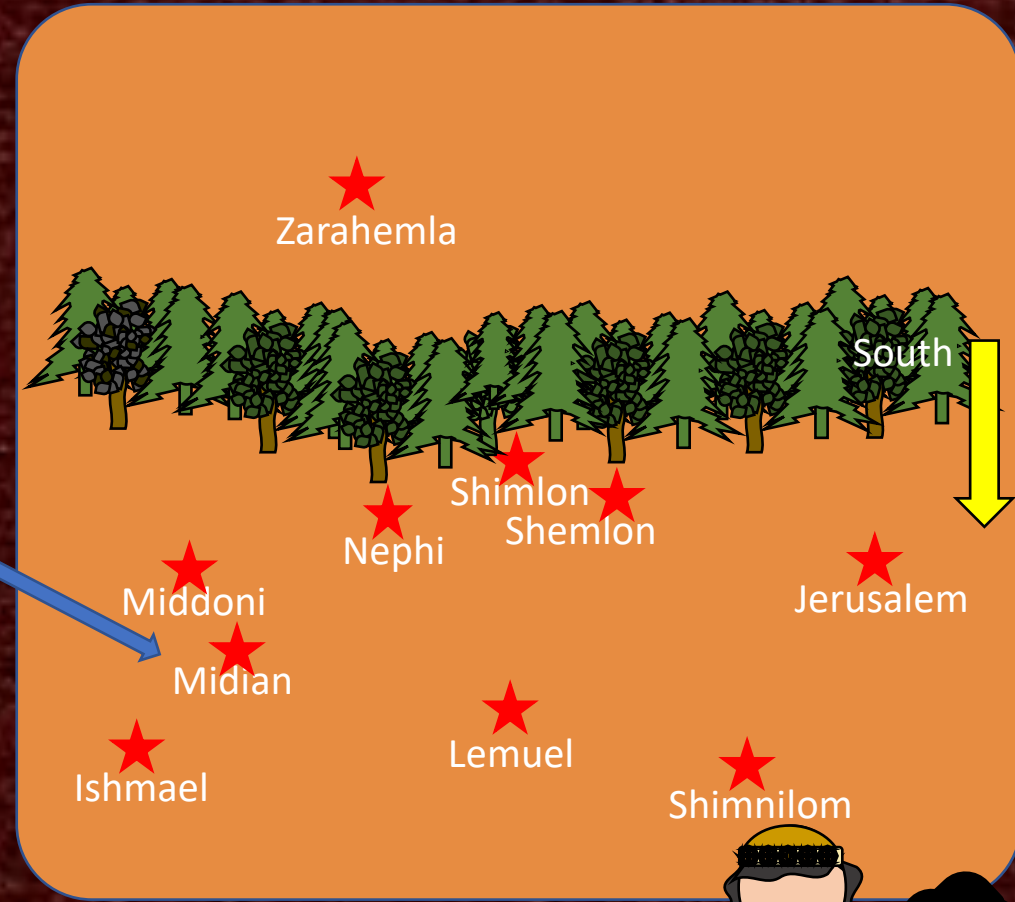 Zarahemla
South
Shimlon
Shemlon
Nephi
Jerusalem
Middoni
Midian
Lemuel
Ishmael
Shimnilom